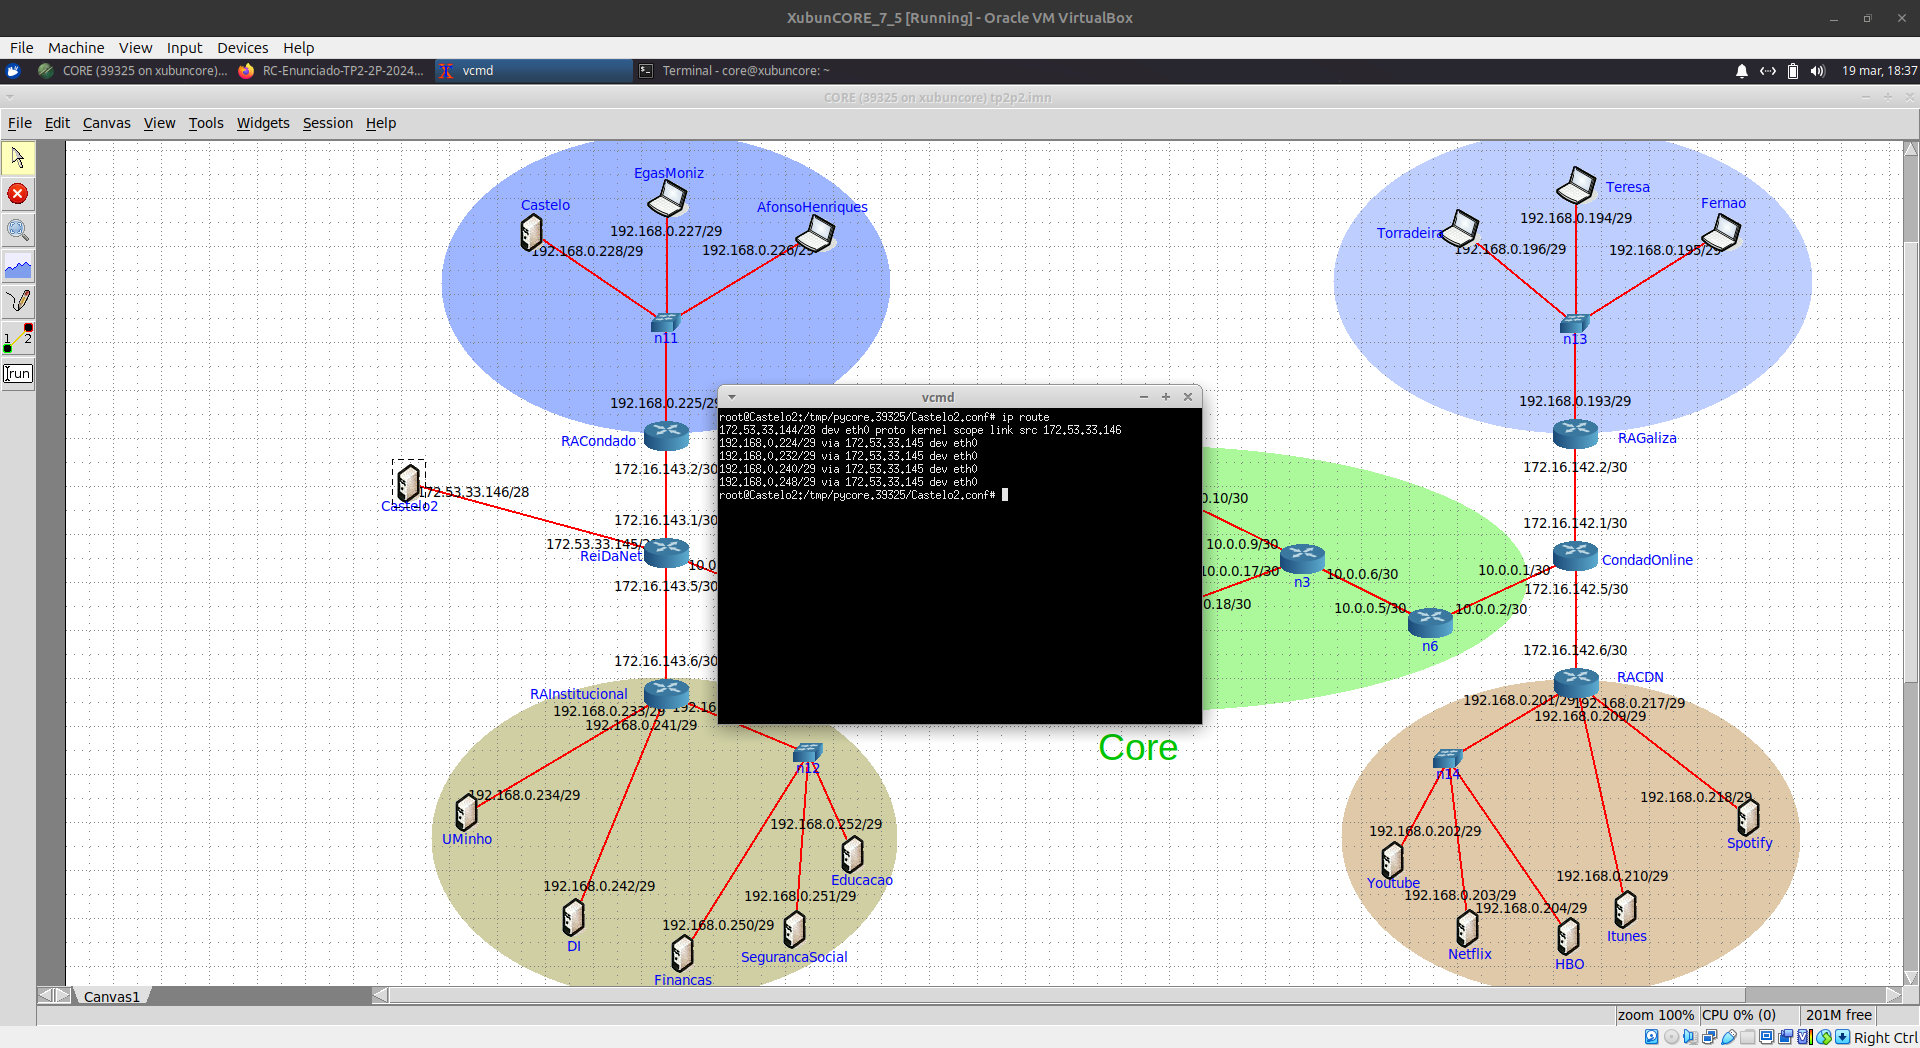 XubunCORE_7_5 [Running] - Oracle VM VirtualBox
File Machine View Input Devices Help
CORE (39325 on xubuncore)... RC-Enunciado-TP2-2P-2024... vcmd Terminal - core@xubuncore: ~ 19 mar, 18:37
CORE (39325 on xubuncore) tp2p2.imn
File Edit Canvas View Tools Widgets Session Help
EgasMoniz
Castelo
AfonsoHenriques
192.168.0.227/29
192.168.0.228/29
192.168.0.226/29
n11
192.168.0.225/29
RACondado
172.16.143.2/30
172.53.33.146/28
Castelo2
172.16.143.1/30
172.53.33.145/2
ReiDaNet
10.0
172.16.143.5/30
172.16.143.6/30
RAInstitucional
192.168.0.233/29
192.16
192.168.0.241/29
n12
192.168.0.234/29
UMinho
192.168.0.252/29
Educacao
192.168.0.242/29
192.168.0.251/29
DI
192.168.0.250/29
SegurancaSocial
Financas
vcmd
root@Castelo2:/tmp/pycore.39325/Castelo2.conf# ip route
172.53.33.144/28 dev eth0 proto kernel scope link src 172.53.33.146
192.168.0.224/29 via 172.53.33.145 dev eth0
192.168.0.232/29 via 172.53.33.145 dev eth0
192.168.0.240/29 via 172.53.33.145 dev eth0
192.168.0.248/29 via 172.53.33.145 dev eth0
root@Castelo2:/tmp/pycore.39325/Castelo2.conf#
Core
0.10/30
10.0.0.9/30
10.0.0.17/30
n3
10.0.0.6/30
0.18/30
10.0.0.5/30
10.0.0.2/30
n6
10.0.0.1/30
Teresa
Fernao
192.168.0.194/29
Torradeira
192.168.0.196/29
192.168.0.195/29
n13
192.168.0.193/29
RAGaliza
172.16.142.2/30
172.16.142.1/30
CondadOnline
172.16.142.5/30
172.16.142.6/30
RACDN
192.168.0.201/29
192.168.0.217/29
192.168.0.209/29
n14
192.168.0.218/29
192.168.0.202/29
Spotify
Youtube
192.168.0.210/29
192.168.0.203/29
192.168.0.204/29
Itunes
Netflix
HBO
1 2
run
Canvas1
zoom 100% CPU 0% (0) 201M free
Right Ctrl